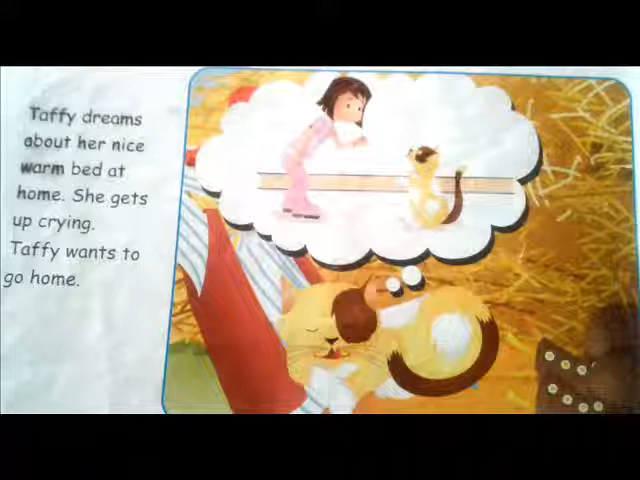 Taffy dreams
about her nice
warm bed at
home. She gets
up crying.
Taffy wants to
go home.